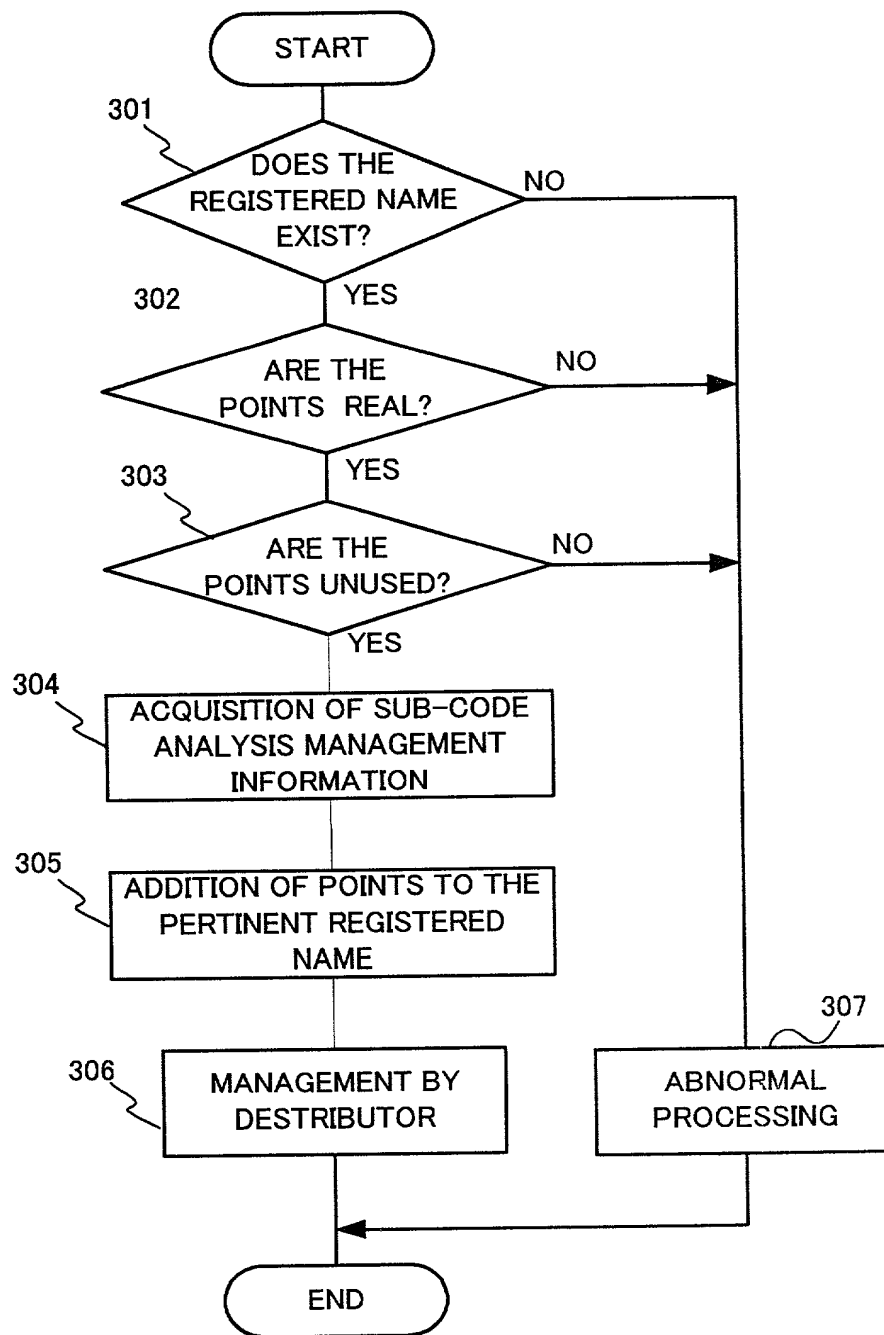 START
301
DOES THE
REGISTERED NAME
EXIST?
NO
YES
302
ARE THE
POINTS REAL?
NO
YES
303
ARE THE
POINTS UNUSED?
NO
YES
304
ACQUISITION OF SUB-CODE
ANALYSIS MANAGEMENT
INFORMATION
305
ADDITION OF POINTS TO THE
PERTINENT REGISTERED
NAME
306
MANAGEMENT BY
DESTRIBUTOR
307
ABNORMAL
PROCESSING
END